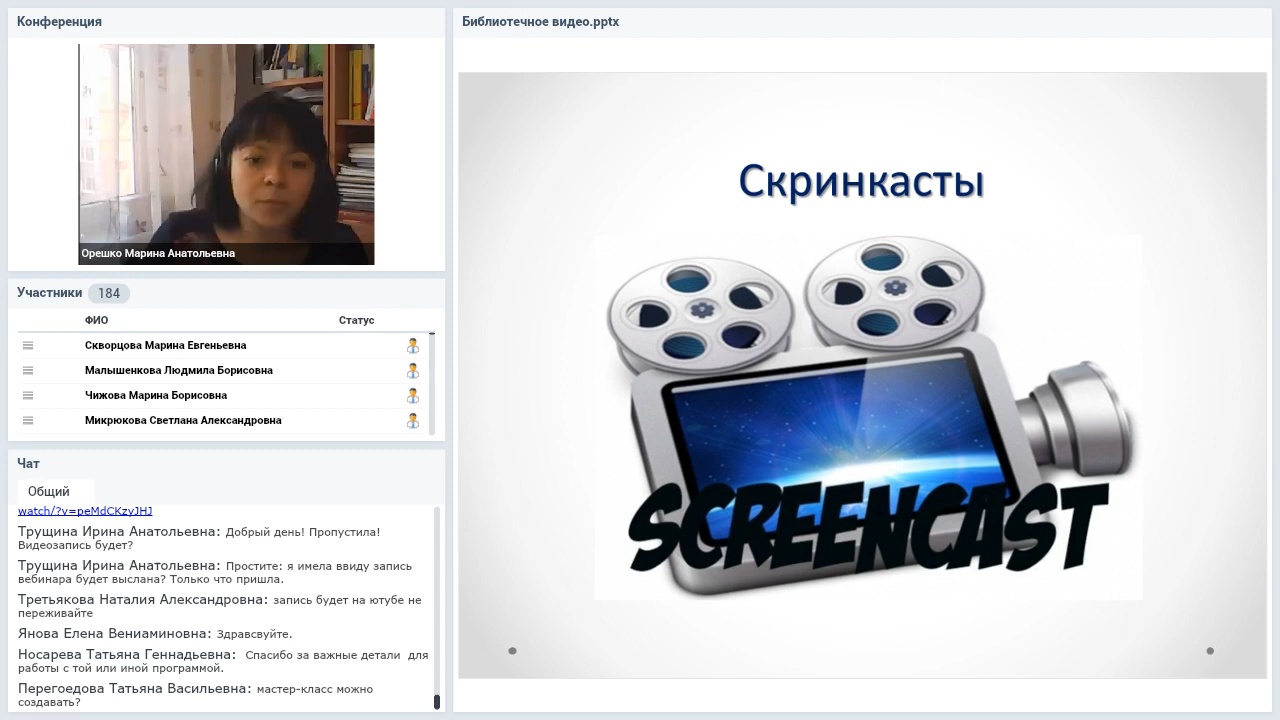 Конференция
Орешко Марина Анатольевна
Участники 184
ФИО Статус
Скворцова Марина Евгеньевна
Малышенкова Людмила Борисовна
Чижова Марина Борисовна
Микрюкова Светлана Александровна
Чат
Общий
watch/?v=peMdCKzyJHJ
Трущина Ирина Анатольевна: Добрый день! Пропустила!
Видеозапись будет?
Трущина Ирина Анатольевна: Простите: я имела ввиду запись
вебинара будет выслана? Только что пришла.
Третьякова Наталия Александровна: запись будет на ютубе не
переживайте
Янова Елена Вениаминовна: Здравсвуйте.
Носарева Татьяна Геннадьевна: Спасибо за важные детали для
работы с той или иной программой.
Перегоедова Татьяна Васильевна: мастер-класс можно
создавать?
Библиотечное видео.pptx
Скринкасты
SCREENCAST